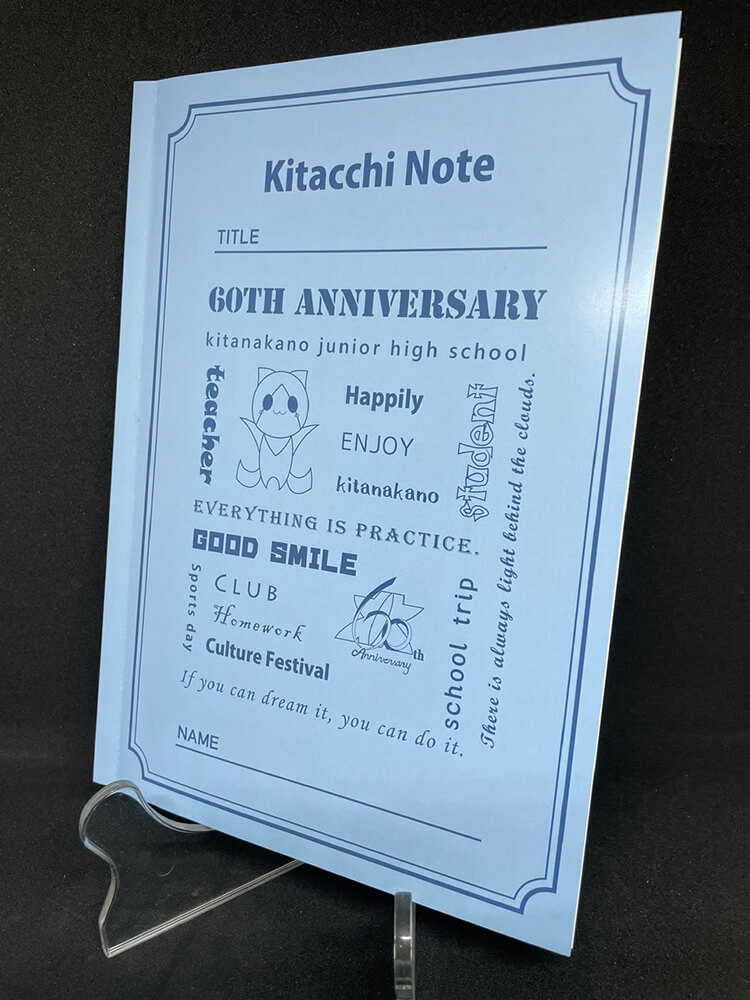 Kitacchi Note
TITLE
60TH ANNIVERSARY
kitanakano junior high school
teacher
Happily
ENJOY
kitanakano
student
There is always light behind the clouds.
EVERYTHING IS PRACTICE.
GOOD SMILE
Sports day
CLUB
Homework
Culture Festival
60th
Anniversary
school trip
If you can dream it, you can do it.
NAME